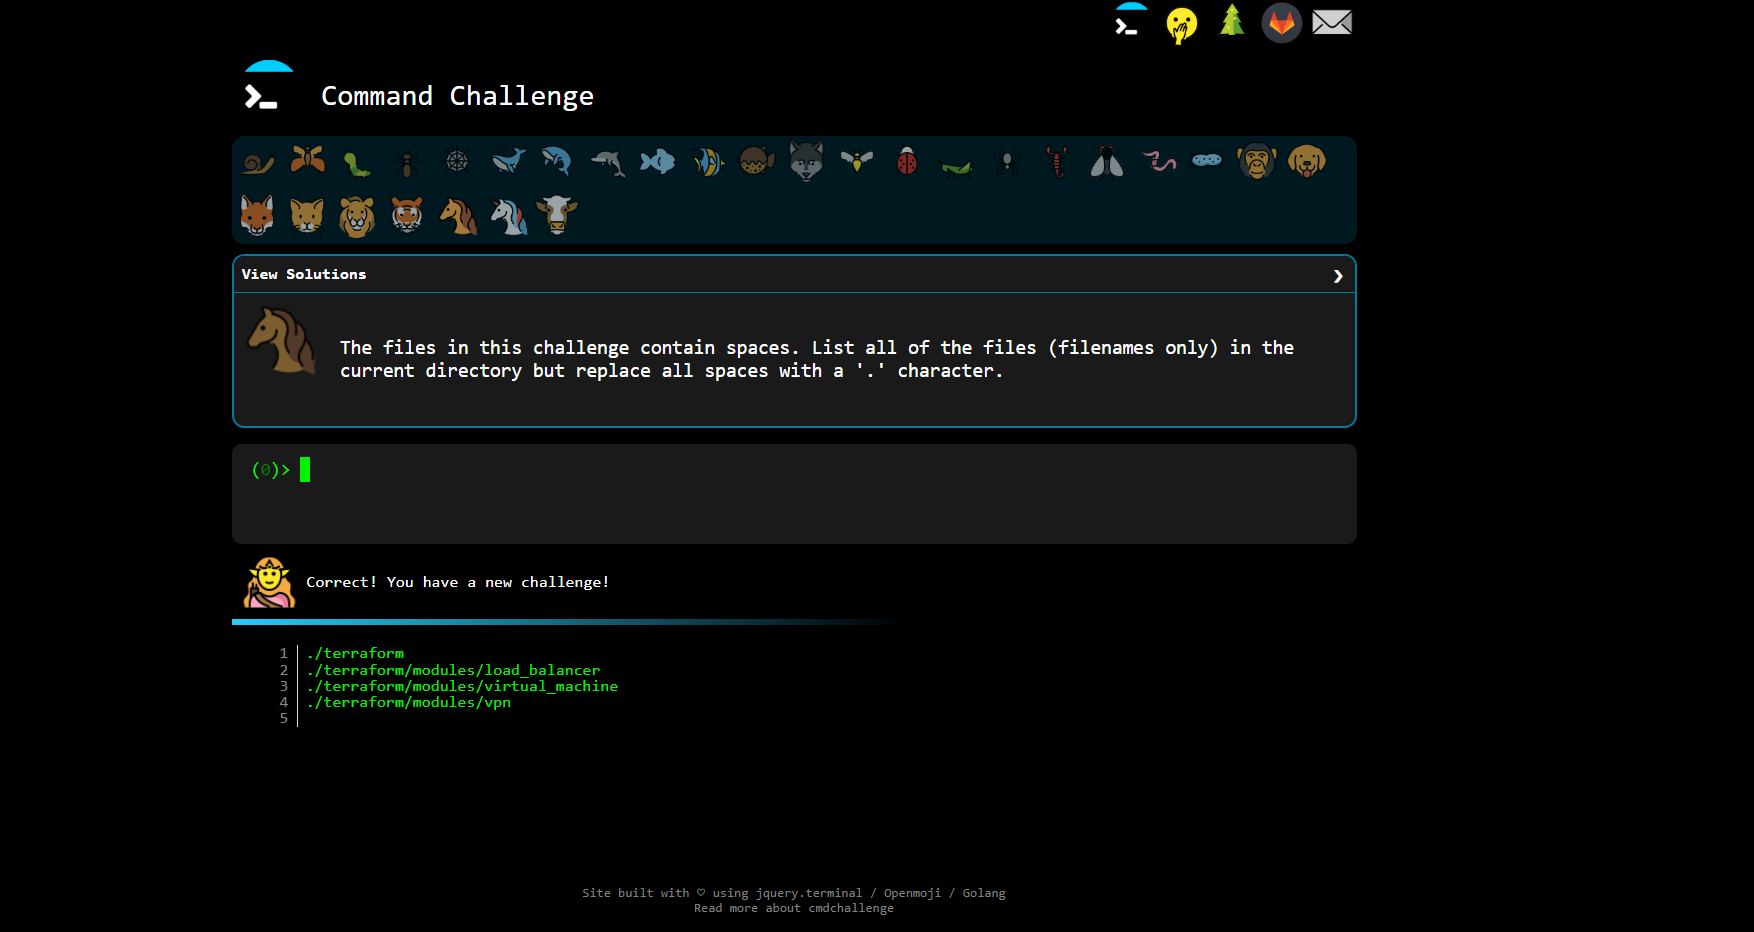 Command Challenge
View Solutions
The files in this challenge contain spaces. List all of the files (filenames only) in the
current directory but replace all spaces with a '.' character.
(0)>
Correct! You have a new challenge!
1 ./terraform
2 ./terraform/modules/load_balancer
3 ./terraform/modules/virtual_machine
4 ./terraform/modules/vpn
5
Site built with ♡ using jquery.terminal / Openmoji / Golang
Read more about cmdchallenge